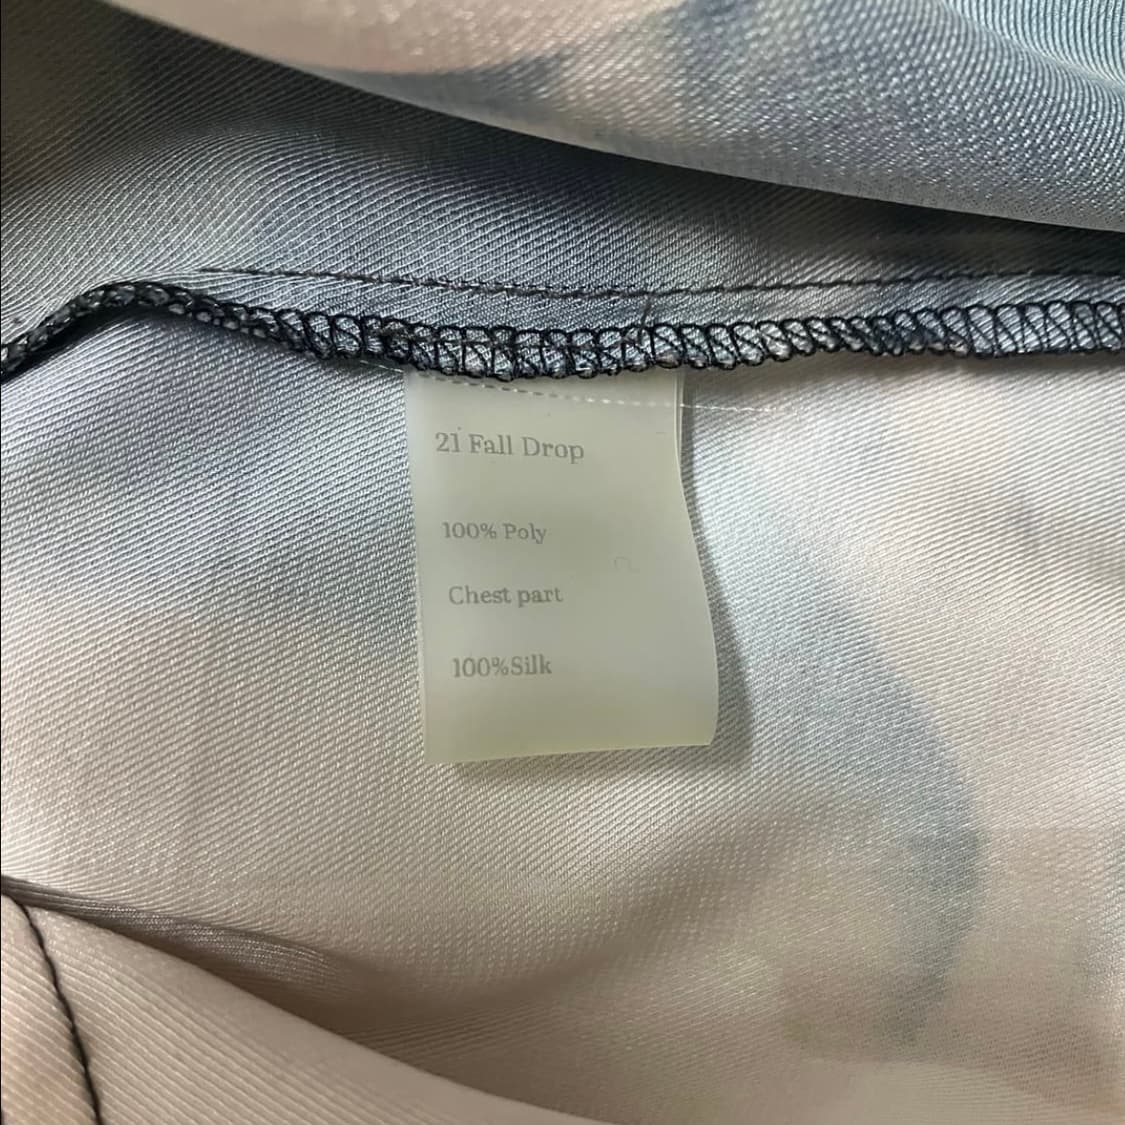 21 Fall Drop
100% Poly
Chest part
100%Silk